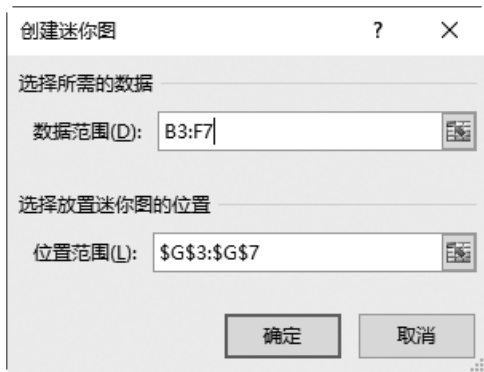 创建迷你图 ?
选择所需的数据
数据范围(D): B3:F7
选择放置迷你图的位置
位置范围(L): $G$3:$G$7
确定 取消